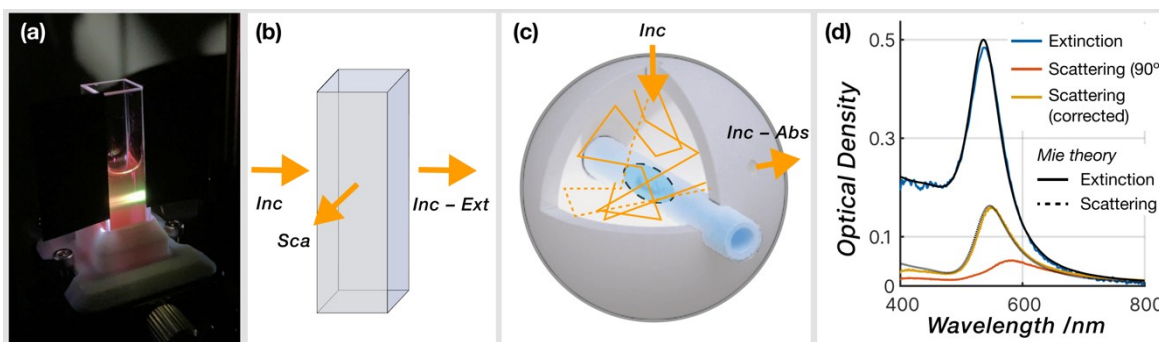 (a)
(b)
Inc
Sca
Inc – Ext
(c)
Inc
Inc – Abs
(d)
Optical Density
0.5
0.3
0.1
0
400
600
800
Wavelength /nm
Extinction
Scattering (90º
Scattering
(corrected)
Mie theory
Extinction
Scattering